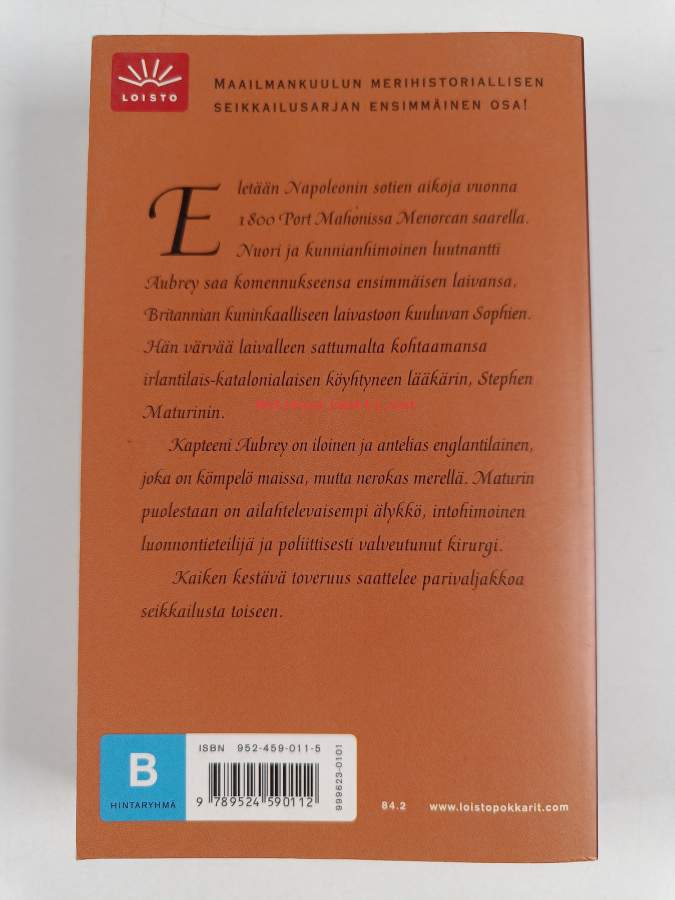 LOISTO
MAAILMANKUULUN MERIHISTORIALLISEN
SEIKKAILUSARJAN ENSIMMÄINEN OSA!
Eletään Napoleonin sotien aikoja vuonna
1800 Port Mahonissa Menorcan saarella.
Nuori ja kunnianhimoinen luutnantti
Aubrey saa komennukseensa ensimmäisen laivansa,
Britannian kuninkaalliseen laivastoon kuuluvan Sophien.
Hän värvää laivalleen sattumalta kohtaamansa
irlantilais-katalonialaisen köyhtyneen lääkärin, Stephen
Maturinin.
Kapteeni Aubrey on iloinen ja antelias englantilainen,
joka on kömpelö maissa, mutta nerokas merellä. Maturin
puolestaan on ailahtelevaisempi älykkö, intohimoinen
luonnontieteilijä ja poliittisesti valveutunut kirurgi.
Kaiken kestävä toveruus saattelee parivaljakkoa
seikkailusta toiseen.
B
HINTARYHMÄ
ISBN 952-459-011-5
9 789524 590112
999623-0101
84.2 www.loistopokkarit.com